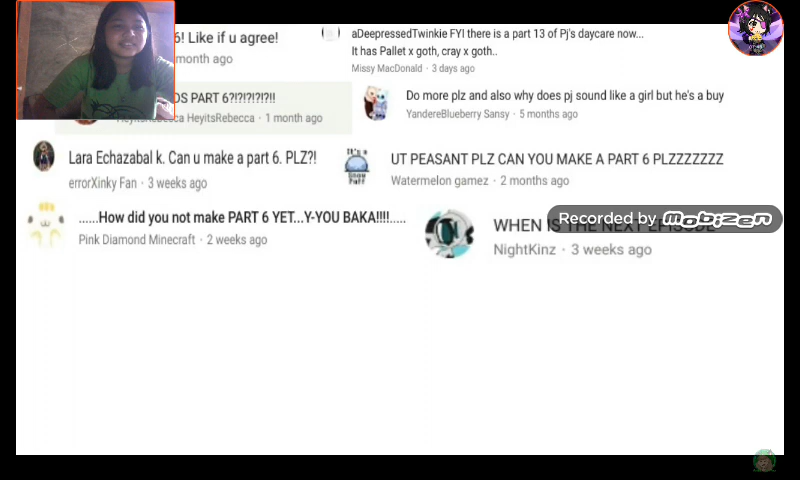 6! Like if u agree!
month ago
aDeepressedTwinkie FYI there is a part 13 of Pj's daycare now...
It has Pallet x goth, cray x goth..
Missy MacDonald · 3 days ago
DS PART 6?!?!?!?!?!!
HeyitsRebecca HeyitsRebecca · 1 month ago
Do more plz and also why does pj sound like a girl but he's a buy
YandereBlueberry Sansy · 5 months ago
Lara Echazabal k. Can u make a part 6. PLZ?!
errorXinky Fan · 3 weeks ago
UT PEASANT PLZ CAN YOU MAKE A PART 6 PLZZZZZZZ
Watermelon gamez · 2 months ago
......How did you not make PART 6 YET...Y-YOU BAKA!!!!.....
Pink Diamond Minecraft · 2 weeks ago
WHEN IS THE NEXT EPISODE
NightKinz · 3 weeks ago
Recorded by mobizen